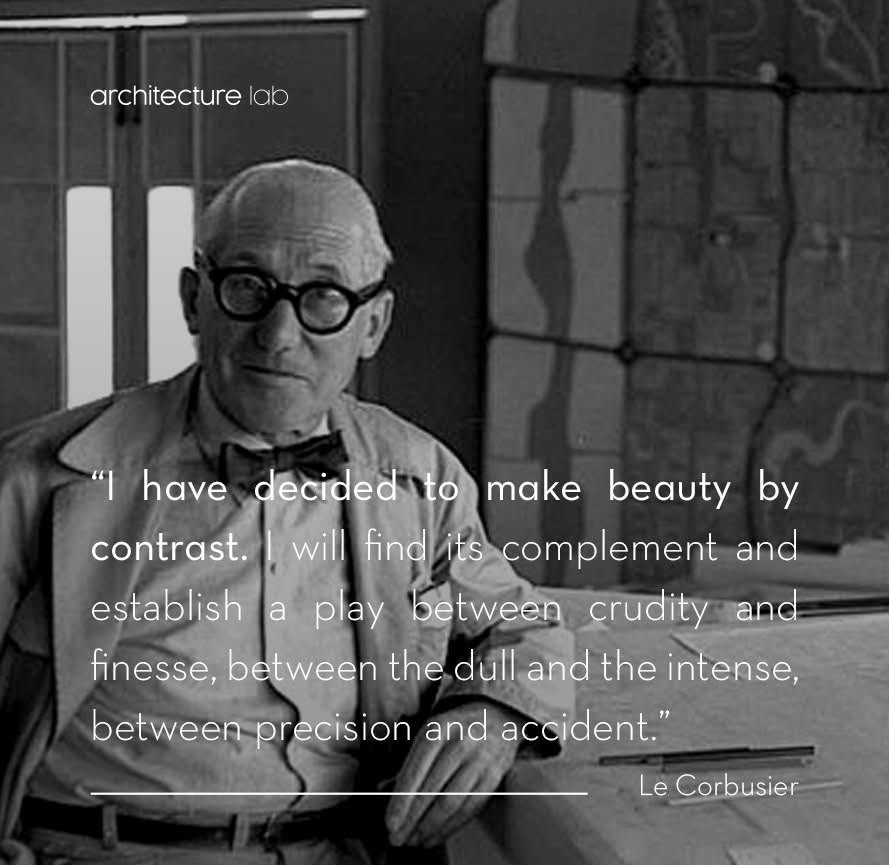 architecture lab
“I have decided to make beauty by
contrast. I will find its complement and
establish a play between crudity and
finesse, between the dull and the intense,
between precision and accident.”
Le Corbusier